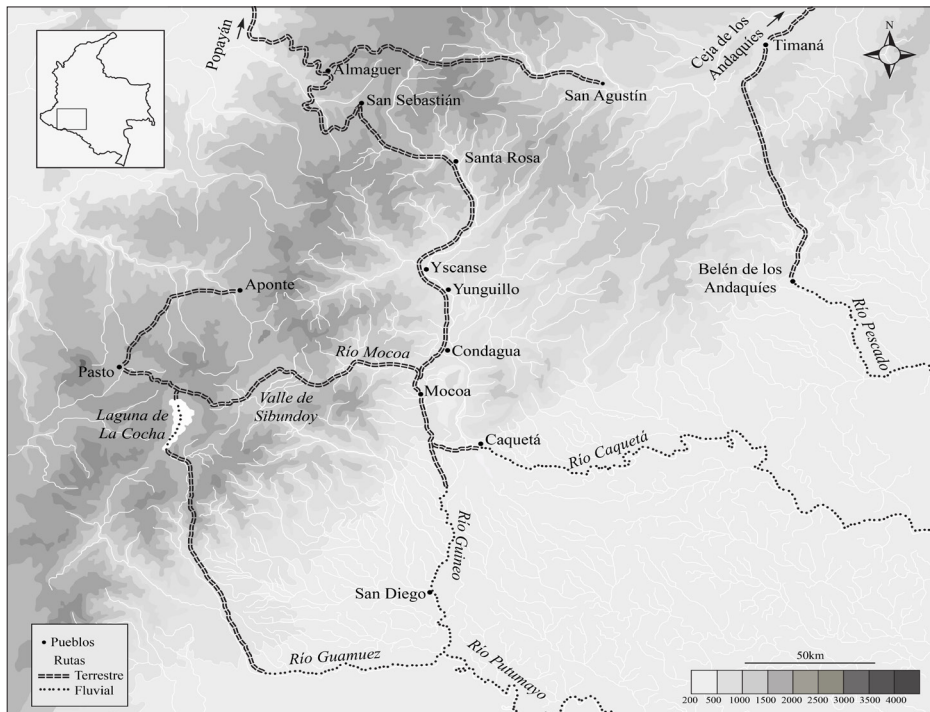 Popayán
Almaguer
San Sebastián
San Agustín
Ceja de los
Andaquíes
Timaná
N
Santa Rosa
Yscanse
Yunguillo
Belén de los
Andaquíes
Aponte
Río Pescado
Condagua
Río Mocoa
Pasto
Mocoa
Valle de
Sibundoy
Laguna de
La Cocha
Caquetá
Río Caquetá
Río Guineo
San Diego
Río Guamuez
Río Putumayo
Pueblos
Rutas
Terrestre
Fluvial
50km
200 500 1000 1500 2000 2500 3000 3500 4000